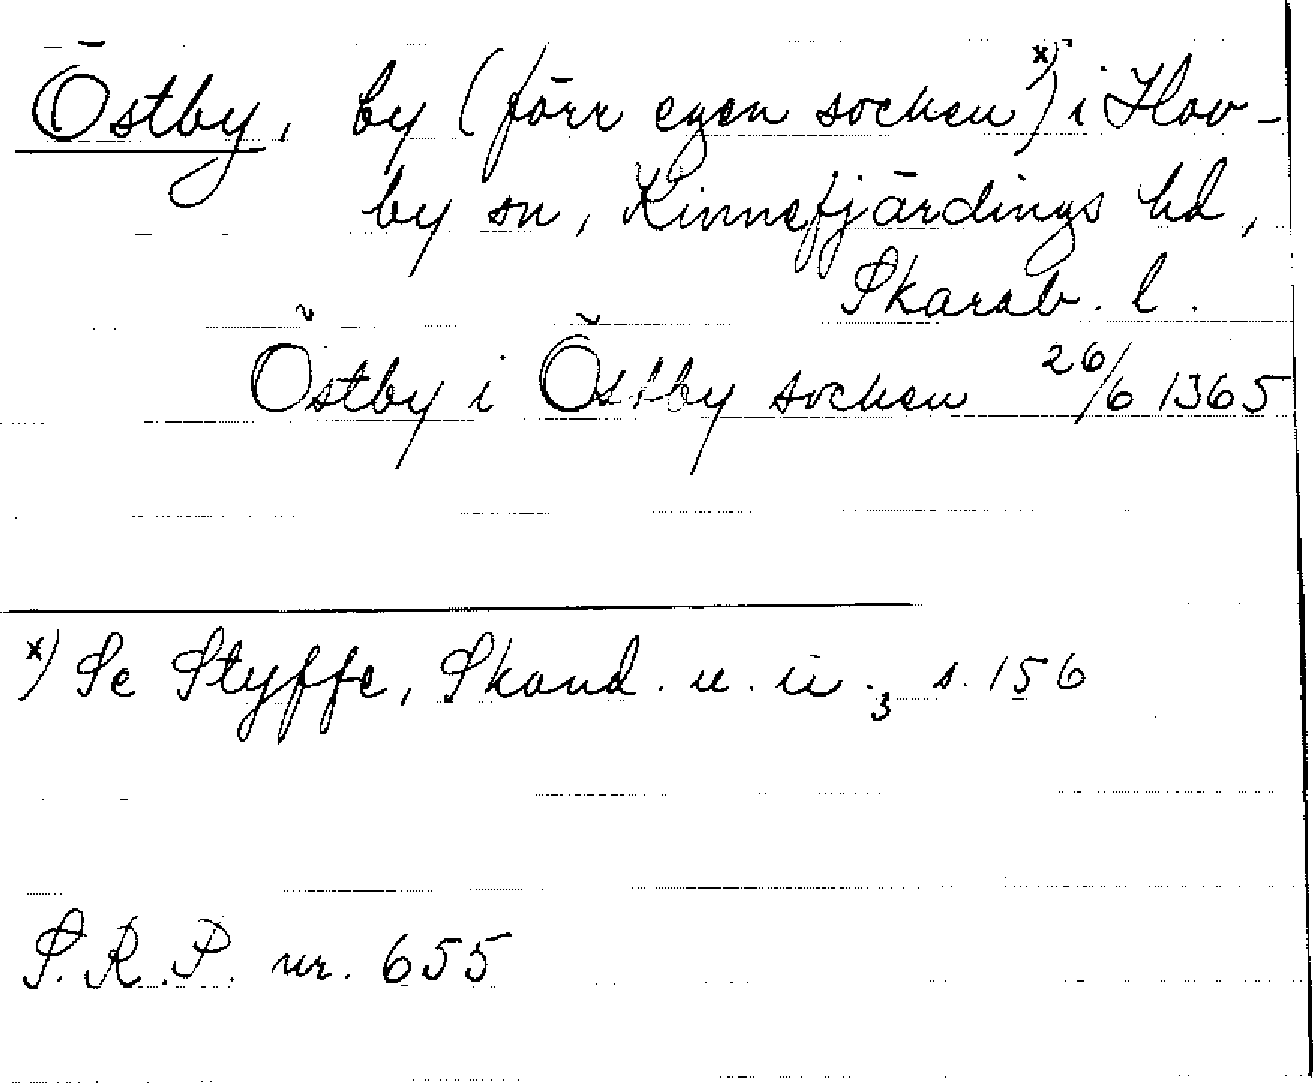 Östby, by (förr egen socken x)) i Hov-
by sn, Kinnefjärdings hd,
Skarab. l.
Östby i Östby socken 26/6 1365
x) Se Styffe, Skand. u. u. 3, s. 156
S.R.P. nr. 655